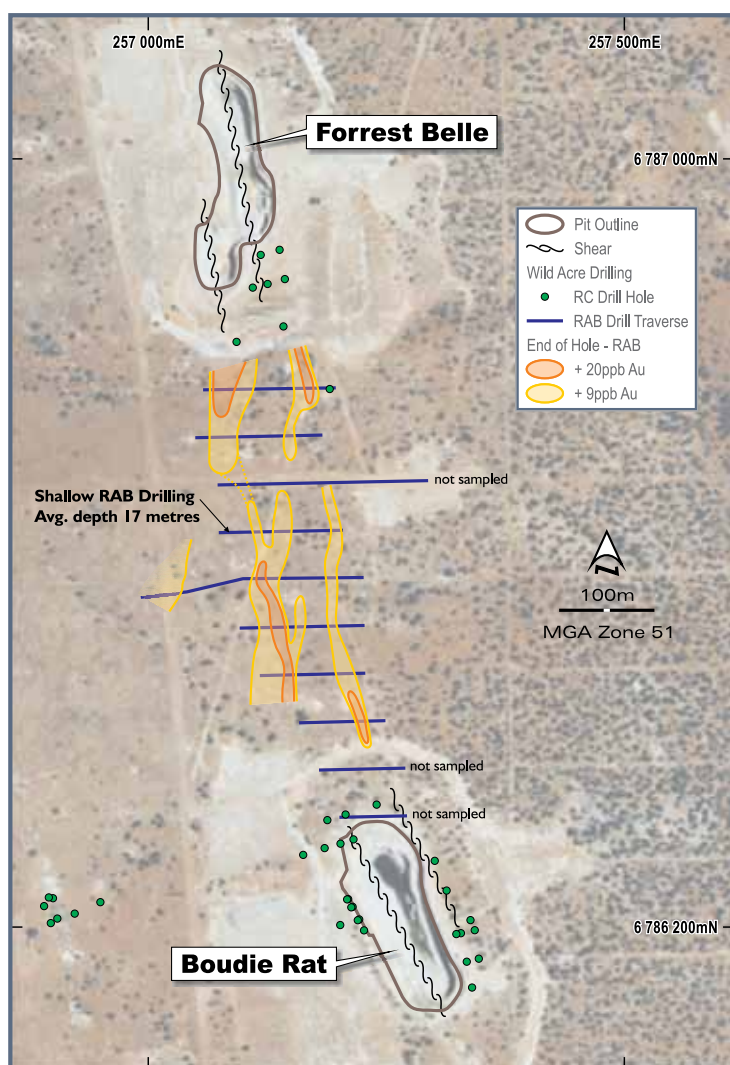 257 000mE
257 500mE
Forrest Belle
6 787 000mN
Pit Outline
Shear
Wild Acre Drilling
RC Drill Hole
RAB Drill Traverse
End of Hole - RAB
+ 20ppb Au
+ 9ppb Au
not sampled
Shallow RAB Drilling
Avg. depth 17 metres
N
100m
MGA Zone 51
not sampled
not sampled
6 786 200mN
Boudie Rat